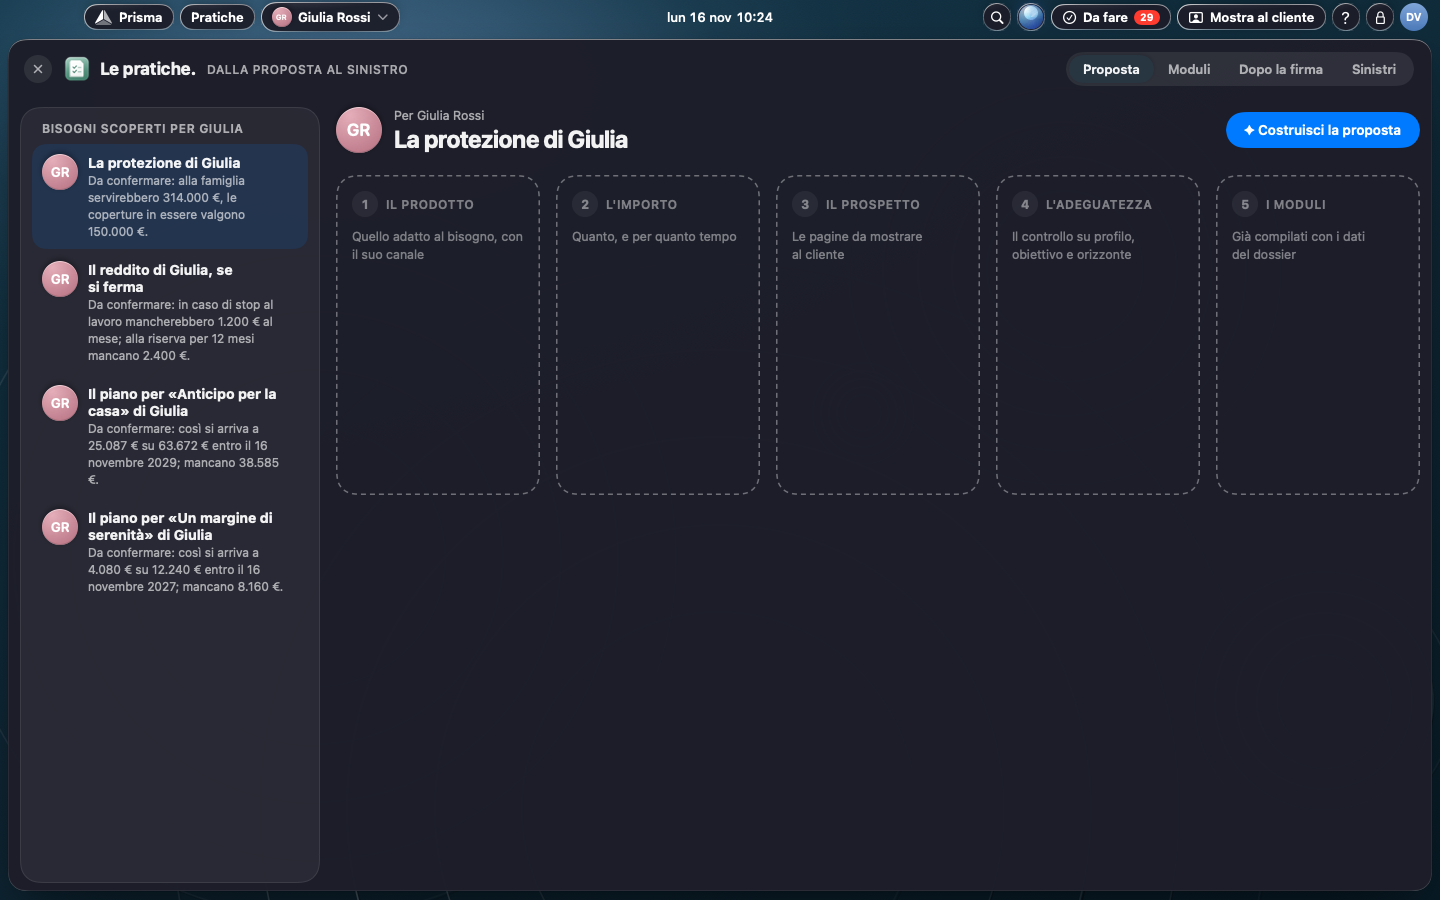 Prisma
Pratiche
GR Giulia Rossi
lun 16 nov 10:24
Da fare 29
Mostra al cliente
?
DV
Le pratiche. DALLA PROPOSTA AL SINISTRO
Proposta
Moduli
Dopo la firma
Sinistri
BISOGNI SCOPERTI PER GIULIA
GR
La protezione di Giulia
Da confermare: alla famiglia
servirebbero 314.000 €, le
coperture in essere valgono
150.000 €.
GR
Il reddito di Giulia, se
si ferma
Da confermare: in caso di stop al
lavoro mancherebbero 1.200 € al
mese; alla riserva per 12 mesi
mancano 2.400 €.
GR
Il piano per «Anticipo per la
casa» di Giulia
Da confermare: così si arriva a
25.087 € su 63.672 € entro il 16
novembre 2029; mancano 38.585
€.
GR
Il piano per «Un margine di
serenità» di Giulia
Da confermare: così si arriva a
4.080 € su 12.240 € entro il 16
novembre 2027; mancano 8.160 €.
GR
Per Giulia Rossi
La protezione di Giulia
Costruisci la proposta
1 IL PRODOTTO
Quello adatto al bisogno, con
il suo canale
2 L'IMPORTO
Quanto, e per quanto tempo
3 IL PROSPETTO
Le pagine da mostrare
al cliente
4 L'ADEGUATEZZA
Il controllo su profilo,
obiettivo e orizzonte
5 I MODULI
Già compilati con i dati
del dossier